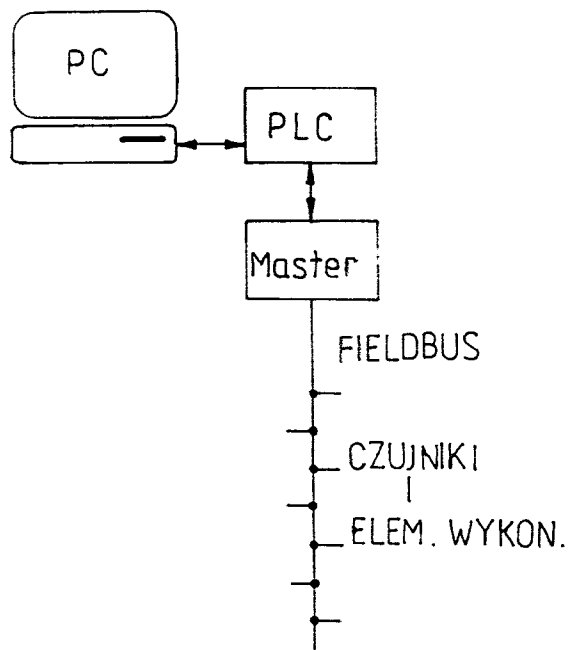 PC
PLC
Master
FIELDBUS
CZUJNIKI
I
ELEM. WYKON.